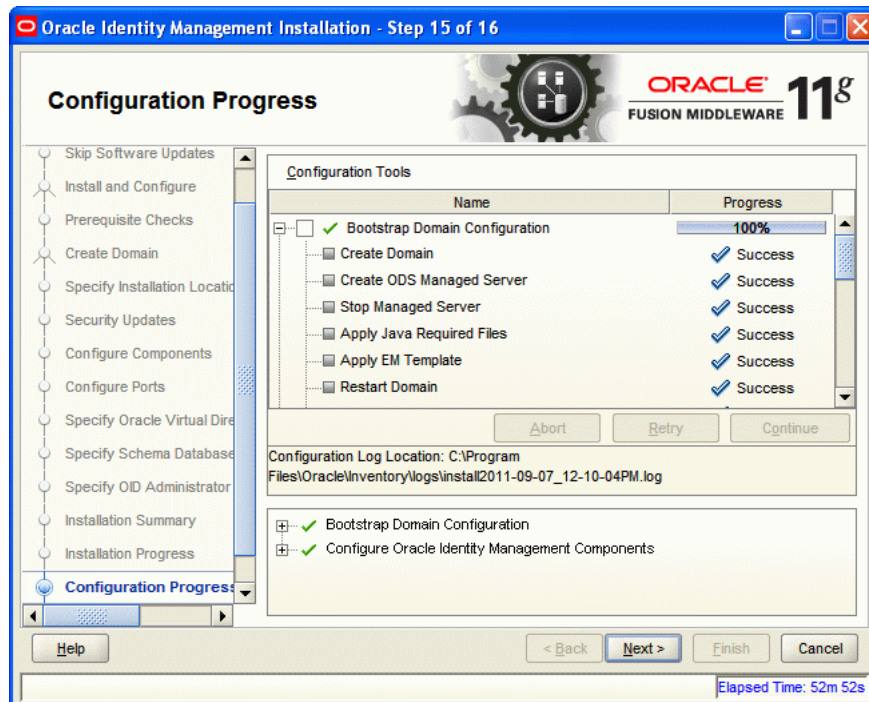 Oracle Identity Management Installation - Step 15 of 16
Configuration Progress
ORACLE
FUSION MIDDLEWARE
11g
Skip Software Updates
Install and Configure
Prerequisite Checks
Create Domain
Specify Installation Locatio
Security Updates
Configure Components
Configure Ports
Specify Oracle Virtual Dire
Specify Schema Database
Specify OID Administrator
Installation Summary
Installation Progress
Configuration Progress
Configuration Tools
Name Progress
Bootstrap Domain Configuration 100%
Create Domain Success
Create ODS Managed Server Success
Stop Managed Server Success
Apply Java Required Files Success
Apply EM Template Success
Restart Domain Success
Abort Retry Continue
Configuration Log Location: C:\Program
Files\Oracle\Inventory\logs\install2011-09-07_12-10-04PM.log
Bootstrap Domain Configuration
Configure Oracle Identity Management Components
Help < Back Next > Finish Cancel
Elapsed Time: 52m 52s